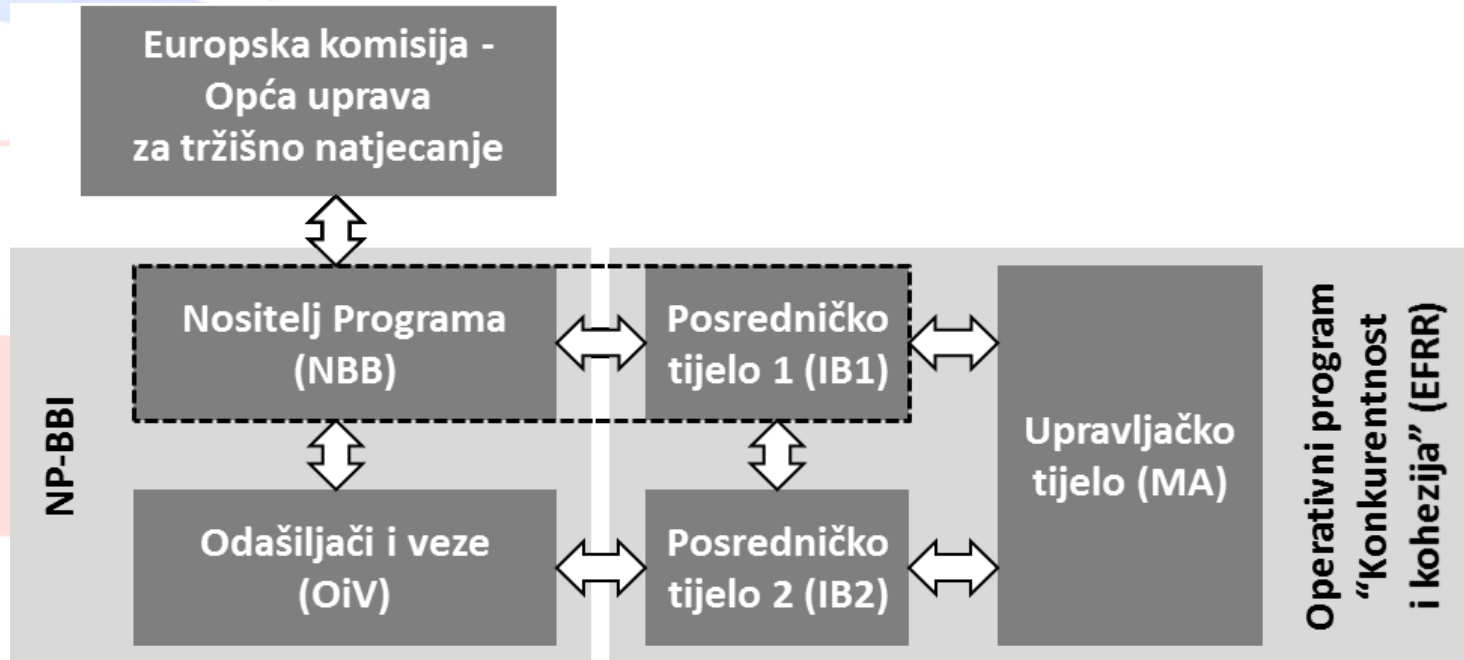 Europska komisija -
Opća uprava
za tržišno natjecanje
NP-BBI
Nositelj Programa
(NBB)
Posredničko
tijelo 1 (IB1)
Odašiljači i veze
(OiV)
Posredničko
tijelo 2 (IB2)
Upravljačko
tijelo (MA)
Operativni program
“Konkurentnost
i kohezija” (EFRR)